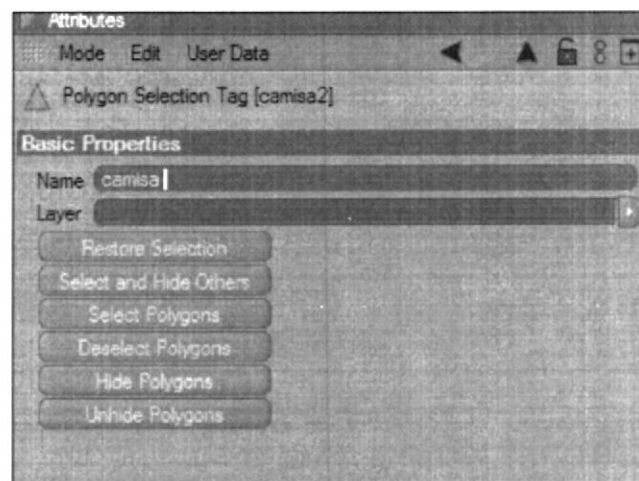 Attributes
Mode Edit User Data
Polygon Selection Tag [camisa2]
Basic Properties
Name camisa
Layer
Restore Selection
Select and Hide Others
Select Polygons
Deselect Polygons
Hide Polygons
Unhide Polygons